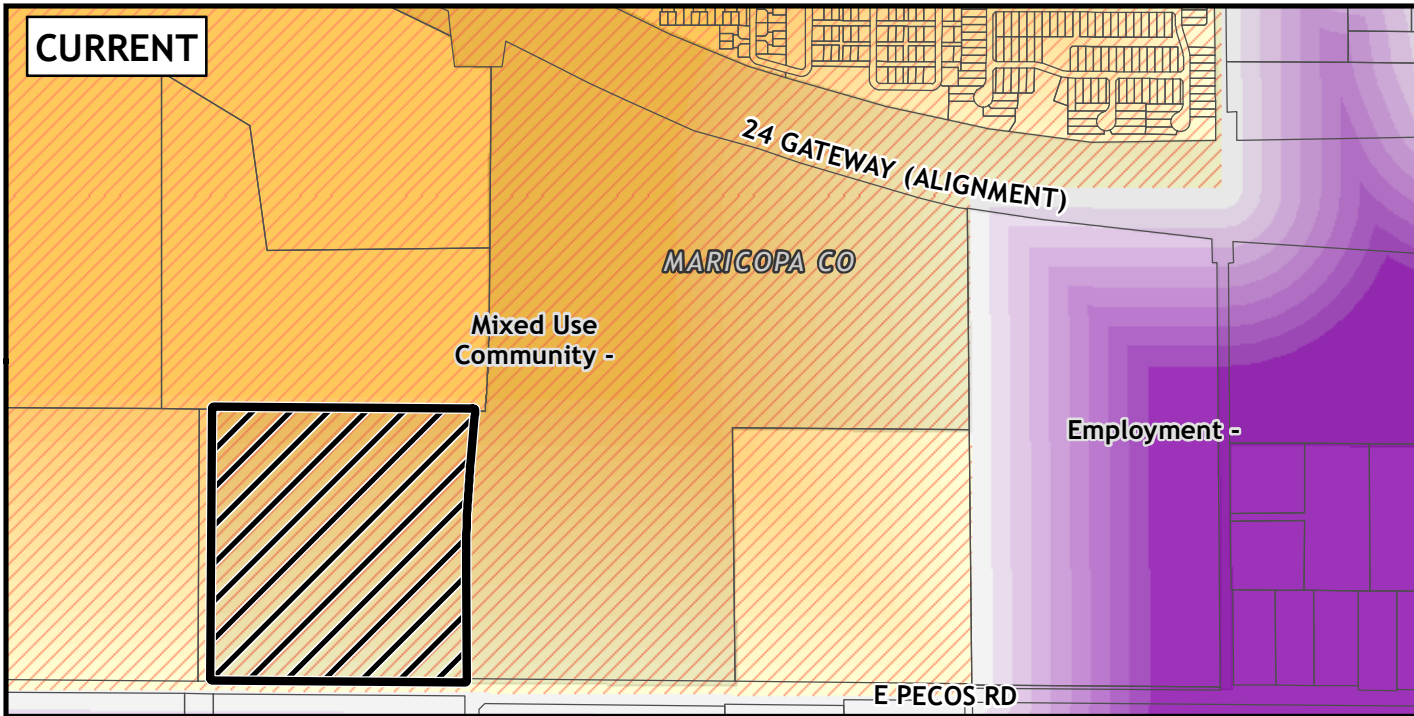 CURRENT
24 GATEWAY (ALIGNMENT)
MARICOPA CO
Mixed Use
Community -
Employment -
E PECOS RD